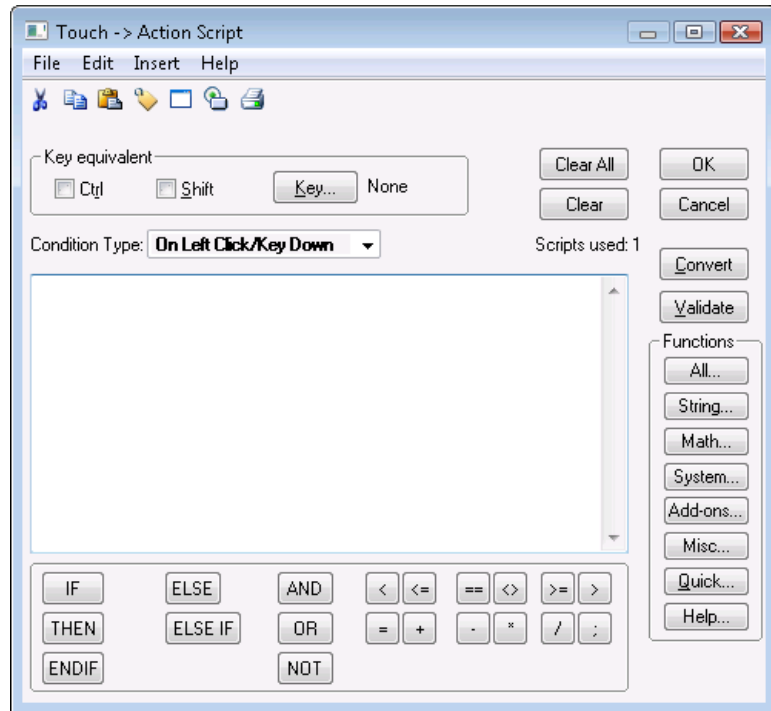 Touch -> Action Script
File Edit Insert Help
Key equivalent
Ctrl Shift Key... None
Clear All OK
Clear Cancel
Condition Type: On Left Click/Key Down Scripts used: 1
Convert
Validate
Functions
All...
String...
Math...
System...
Add-ons...
Misc...
Quick...
Help...
IF ELSE AND < <= == <> >= >
THEN ELSE IF OR = + - * / ;
ENDIF NOT